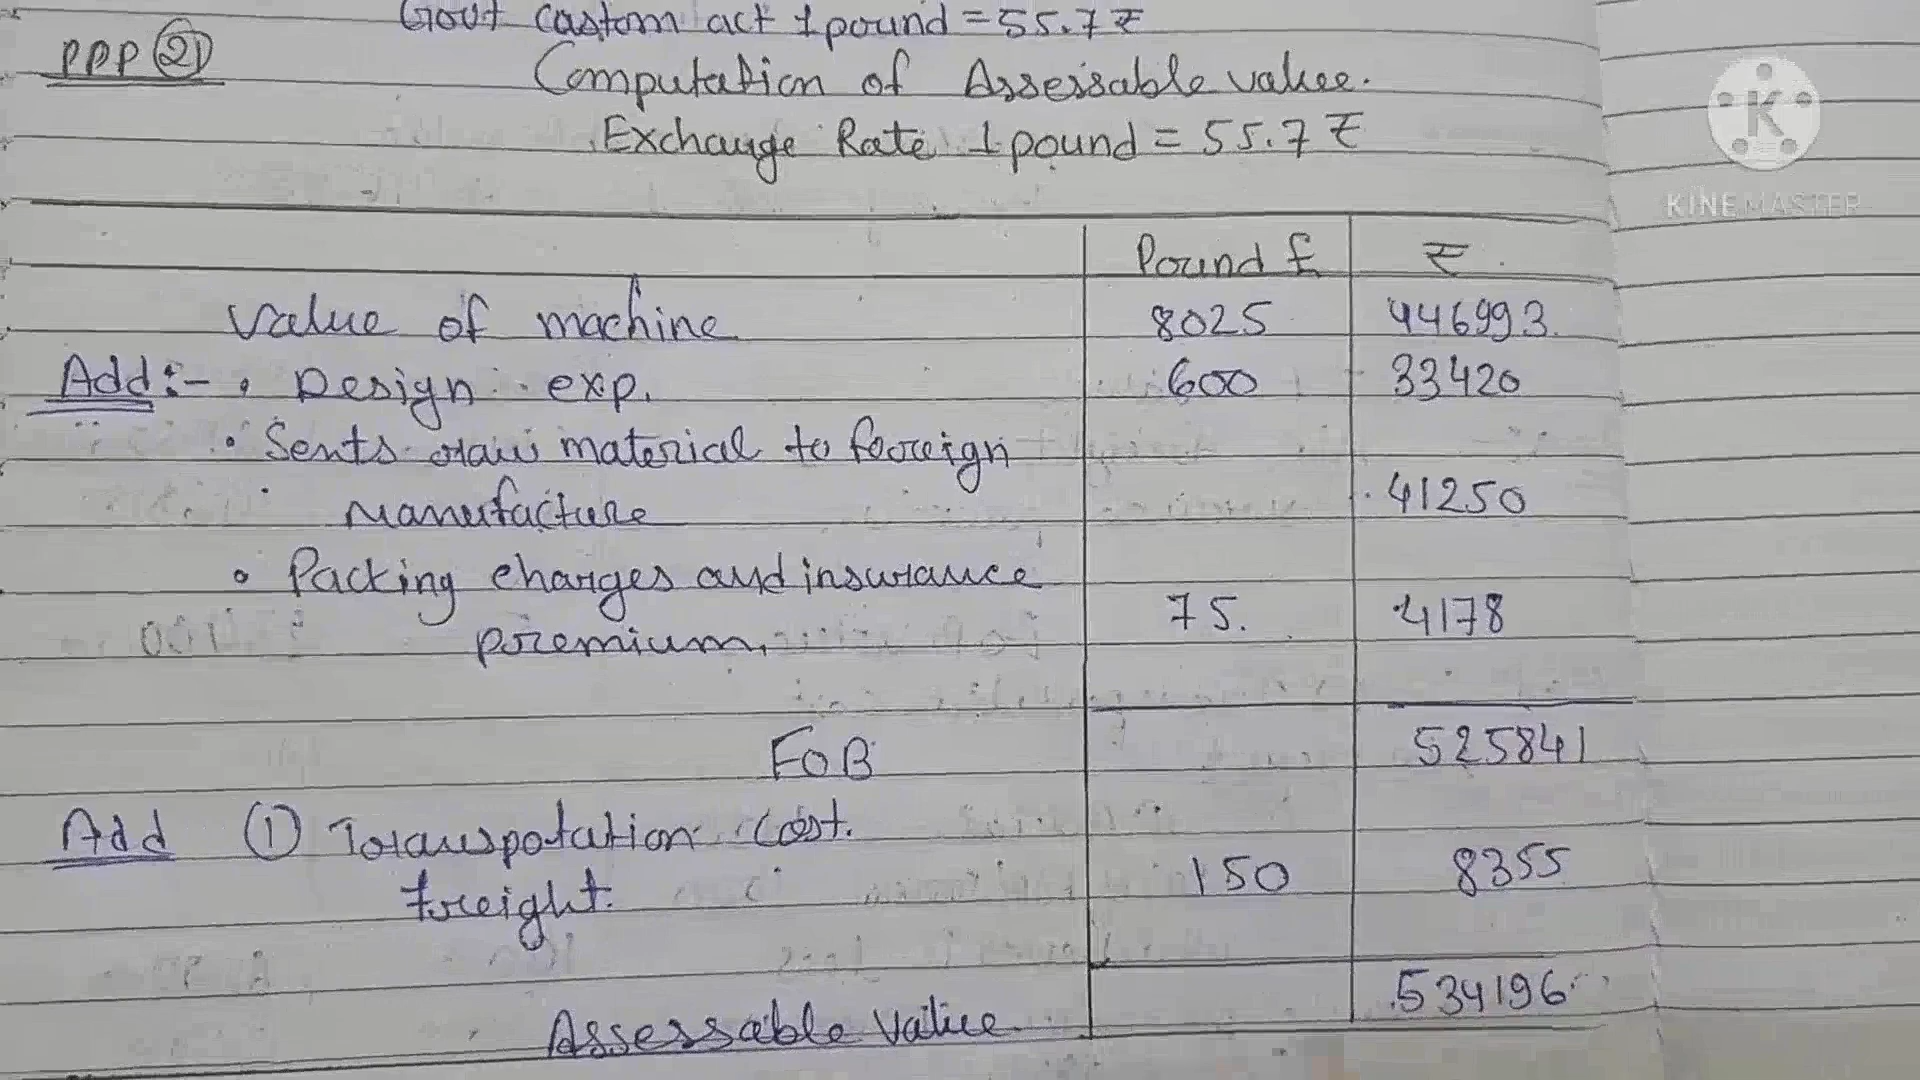 Govt custom act 1 pound = 55.7 ₹
PPP 21
Computation of Assessable value.
Exchange Rate 1 pound = 55.7 ₹
K
KINEMASTER
Pound £ ₹
Value of machine 8025 446993.
Add :- • Design exp. 600 33420
• Sents raw material to foreign
manufacture 41250
• Packing charges and insurance
premium. 75. 4178
FOB 525841
Add (1) Transpotation cost.
freight. 150 8355
Assessable value 534196